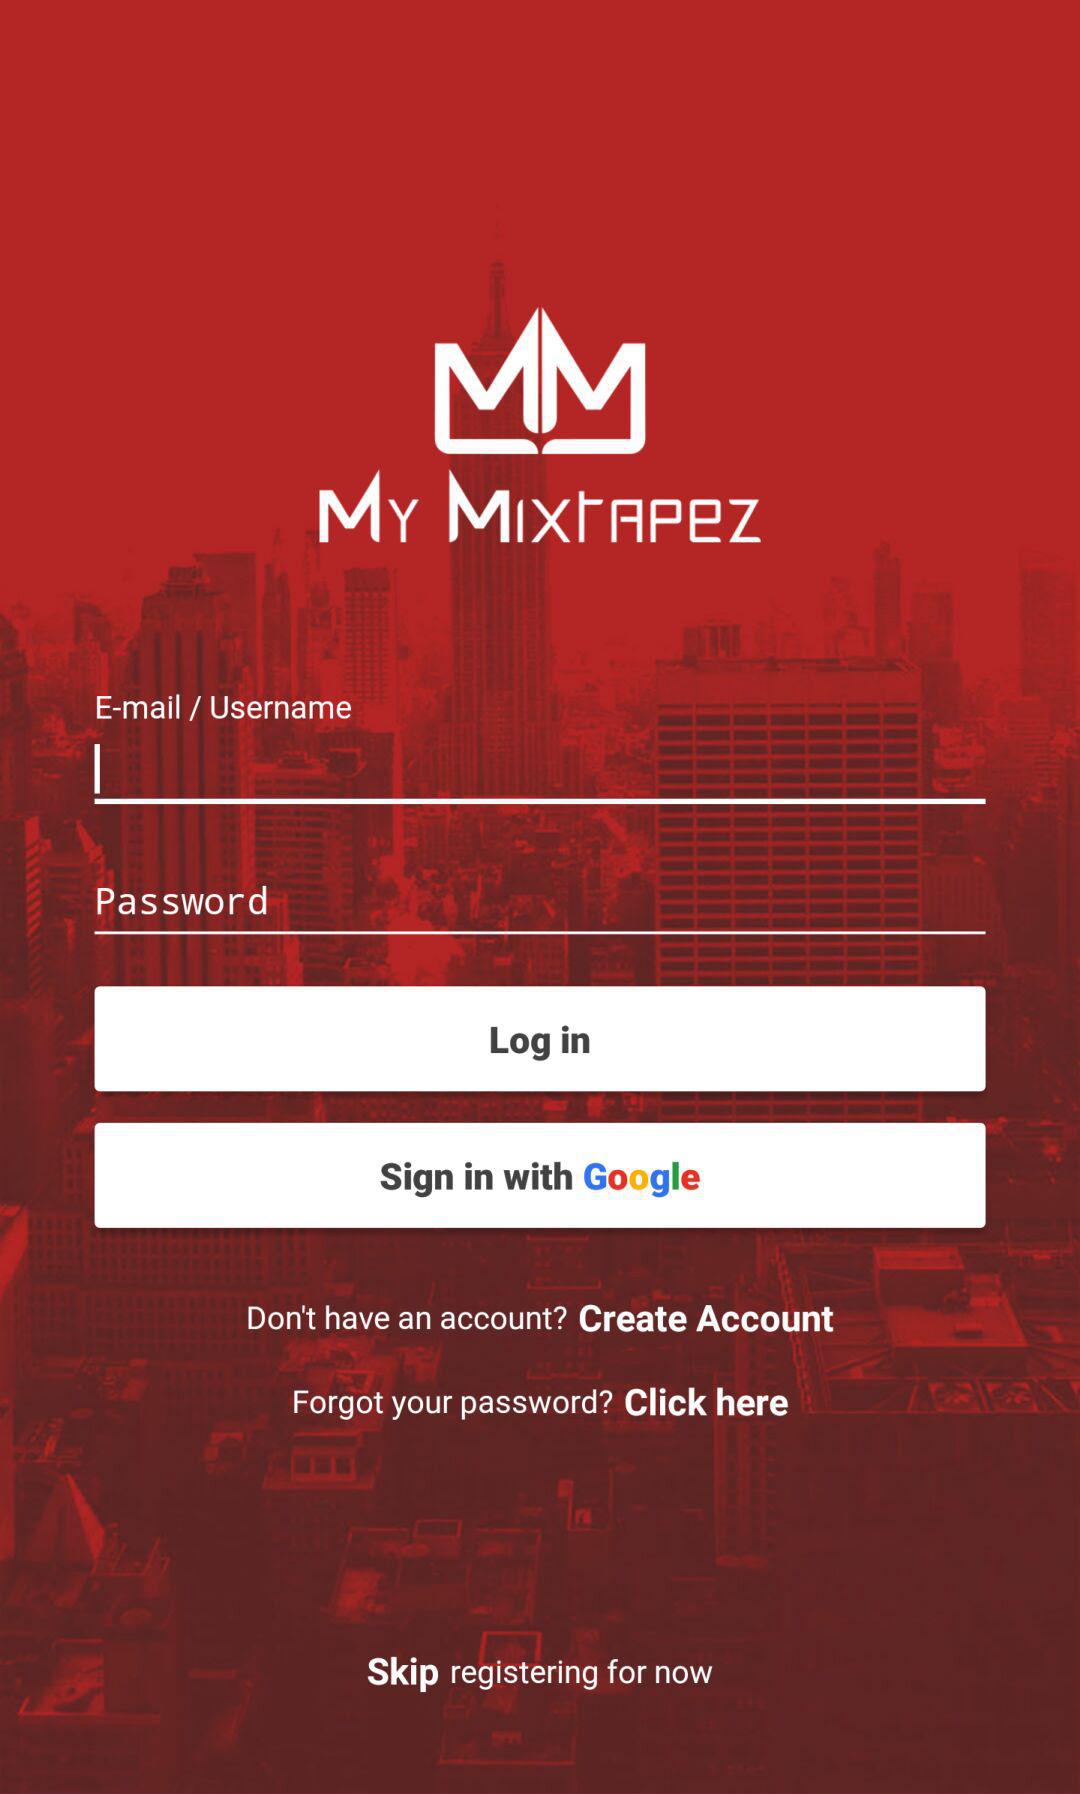 My Mixtapez
E-mail / Username
Password
Log in
Sign in with Google
Don't have an account? Create Account
Forgot your password? Click here
Skip registering for now